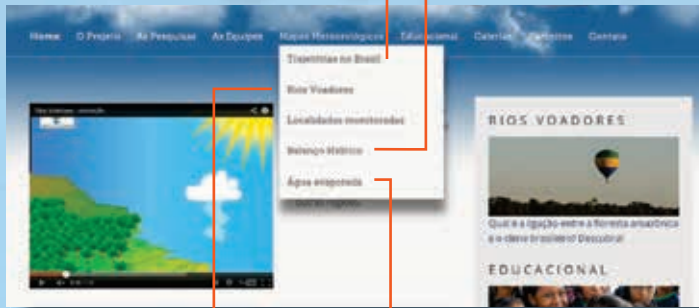 Home O Projeto As Pesquisas As Equipes Mapas Meteorológicos Educacional Galerias Parceiros Contato
Trajetórias no Brasil
Rios Voadores
Localidades monitoradas
Balanço Hídrico
Água evaporada
RIOS VOADORES
Qual é a ligação entre a floresta amazônica
e o clima brasileiro? Descubra!
EDUCACIONAL